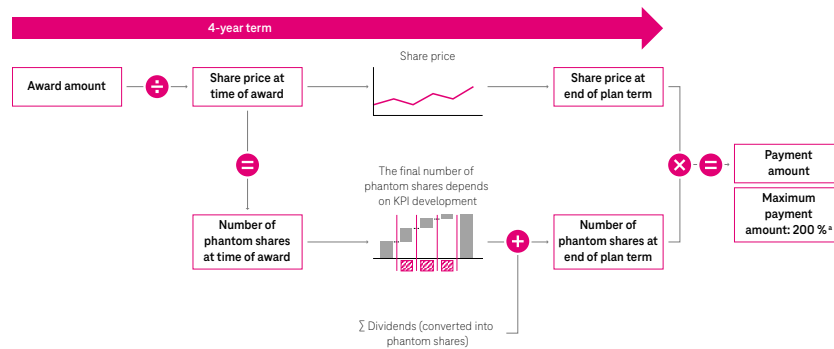 4-year term
Share price
Award amount
÷
Share price at
time of award
Share price at
end of plan term
=
×
=
Payment
amount
Maximum
payment
amount: 200 %ᵃ
The final number of
phantom shares depends
on KPI development
Number of
phantom shares
at time of award
+
Number of
phantom shares at
end of plan term
∑ Dividends (converted into
phantom shares)